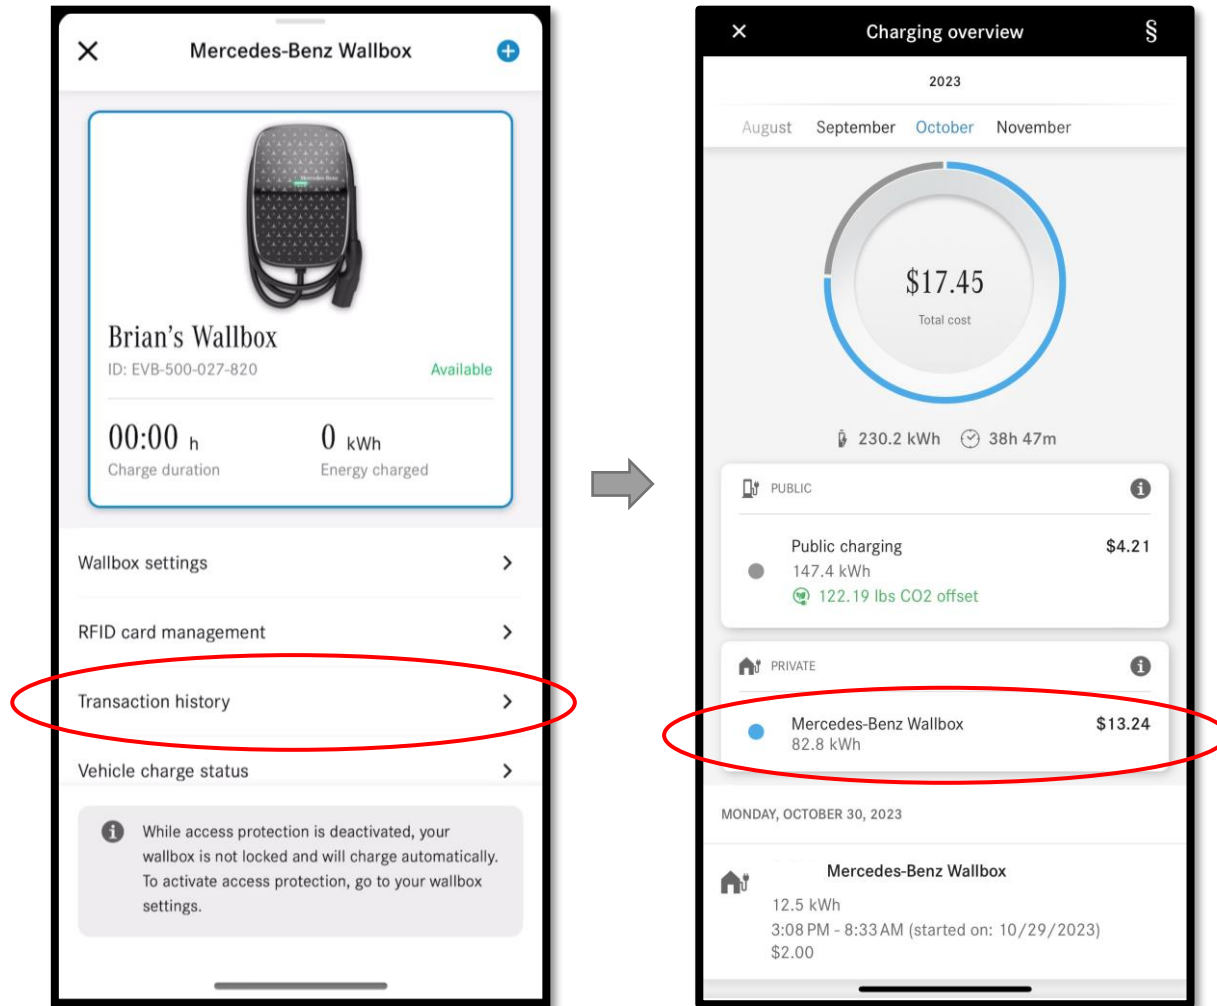 Mercedes-Benz Wallbox
Mercedes-Benz
Brian's Wallbox
ID: EVB-500-027-820
Available
00:00 h
0 kWh
Charge duration
Energy charged
Wallbox settings
RFID card management
Transaction history
Vehicle charge status
While access protection is deactivated, your
wallbox is not locked and will charge automatically.
To activate access protection, go to your wallbox
settings.
Charging overview
§
2023
August September October November
$17.45
Total cost
230.2 kWh 38h 47m
PUBLIC
Public charging $4.21
147.4 kWh
122.19 lbs CO2 offset
PRIVATE
Mercedes-Benz Wallbox $13.24
82.8 kWh
MONDAY, OCTOBER 30, 2023
Mercedes-Benz Wallbox
12.5 kWh
3:08 PM - 8:33 AM (started on: 10/29/2023)
$2.00